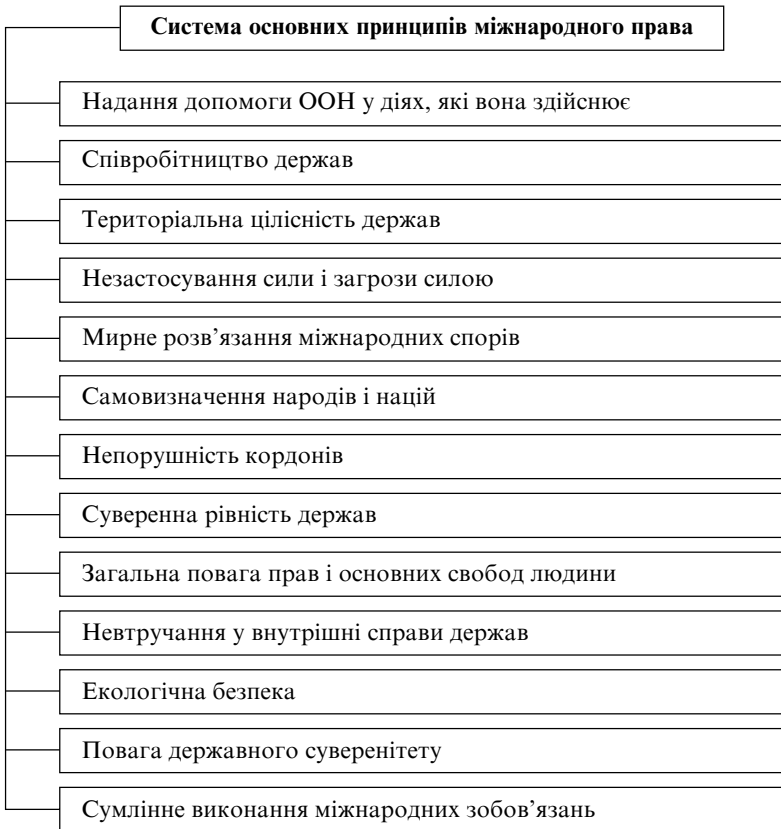 Система основних принципів міжнародного права
Надання допомоги ООН у діях, які вона здійснює
Співробітництво держав
Територіальна цілісність держав
Незастосування сили і загрози силою
Мирне розв’язання міжнародних спорів
Самовизначення народів і націй
Непорушність кордонів
Суверенна рівність держав
Загальна повага прав і основних свобод людини
Невтручання у внутрішні справи держав
Екологічна безпека
Повага державного суверенітету
Сумлінне виконання міжнародних зобов’язань